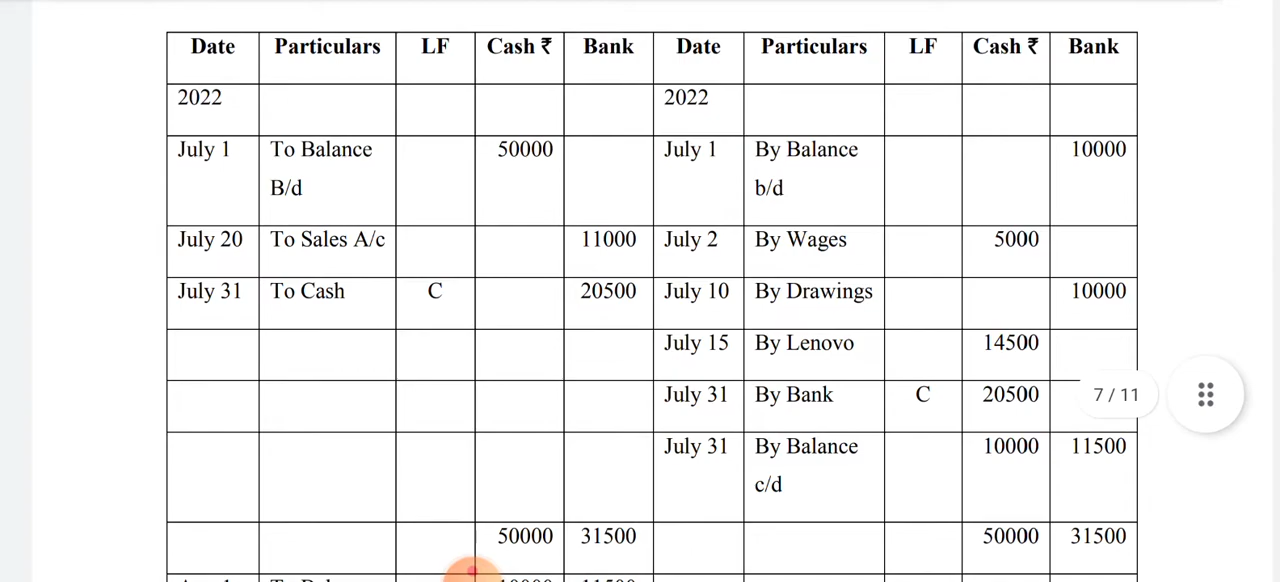 Date Particulars LF Cash ₹ Bank Date Particulars LF Cash ₹ Bank
2022 2022
July 1 To Balance 50000 July 1 By Balance 10000
B/d b/d
July 20 To Sales A/c 11000 July 2 By Wages 5000
July 31 To Cash C 20500 July 10 By Drawings 10000
July 15 By Lenovo 14500
July 31 By Bank C 20500 7 / 11
July 31 By Balance 10000 11500
c/d
50000 31500 50000 31500